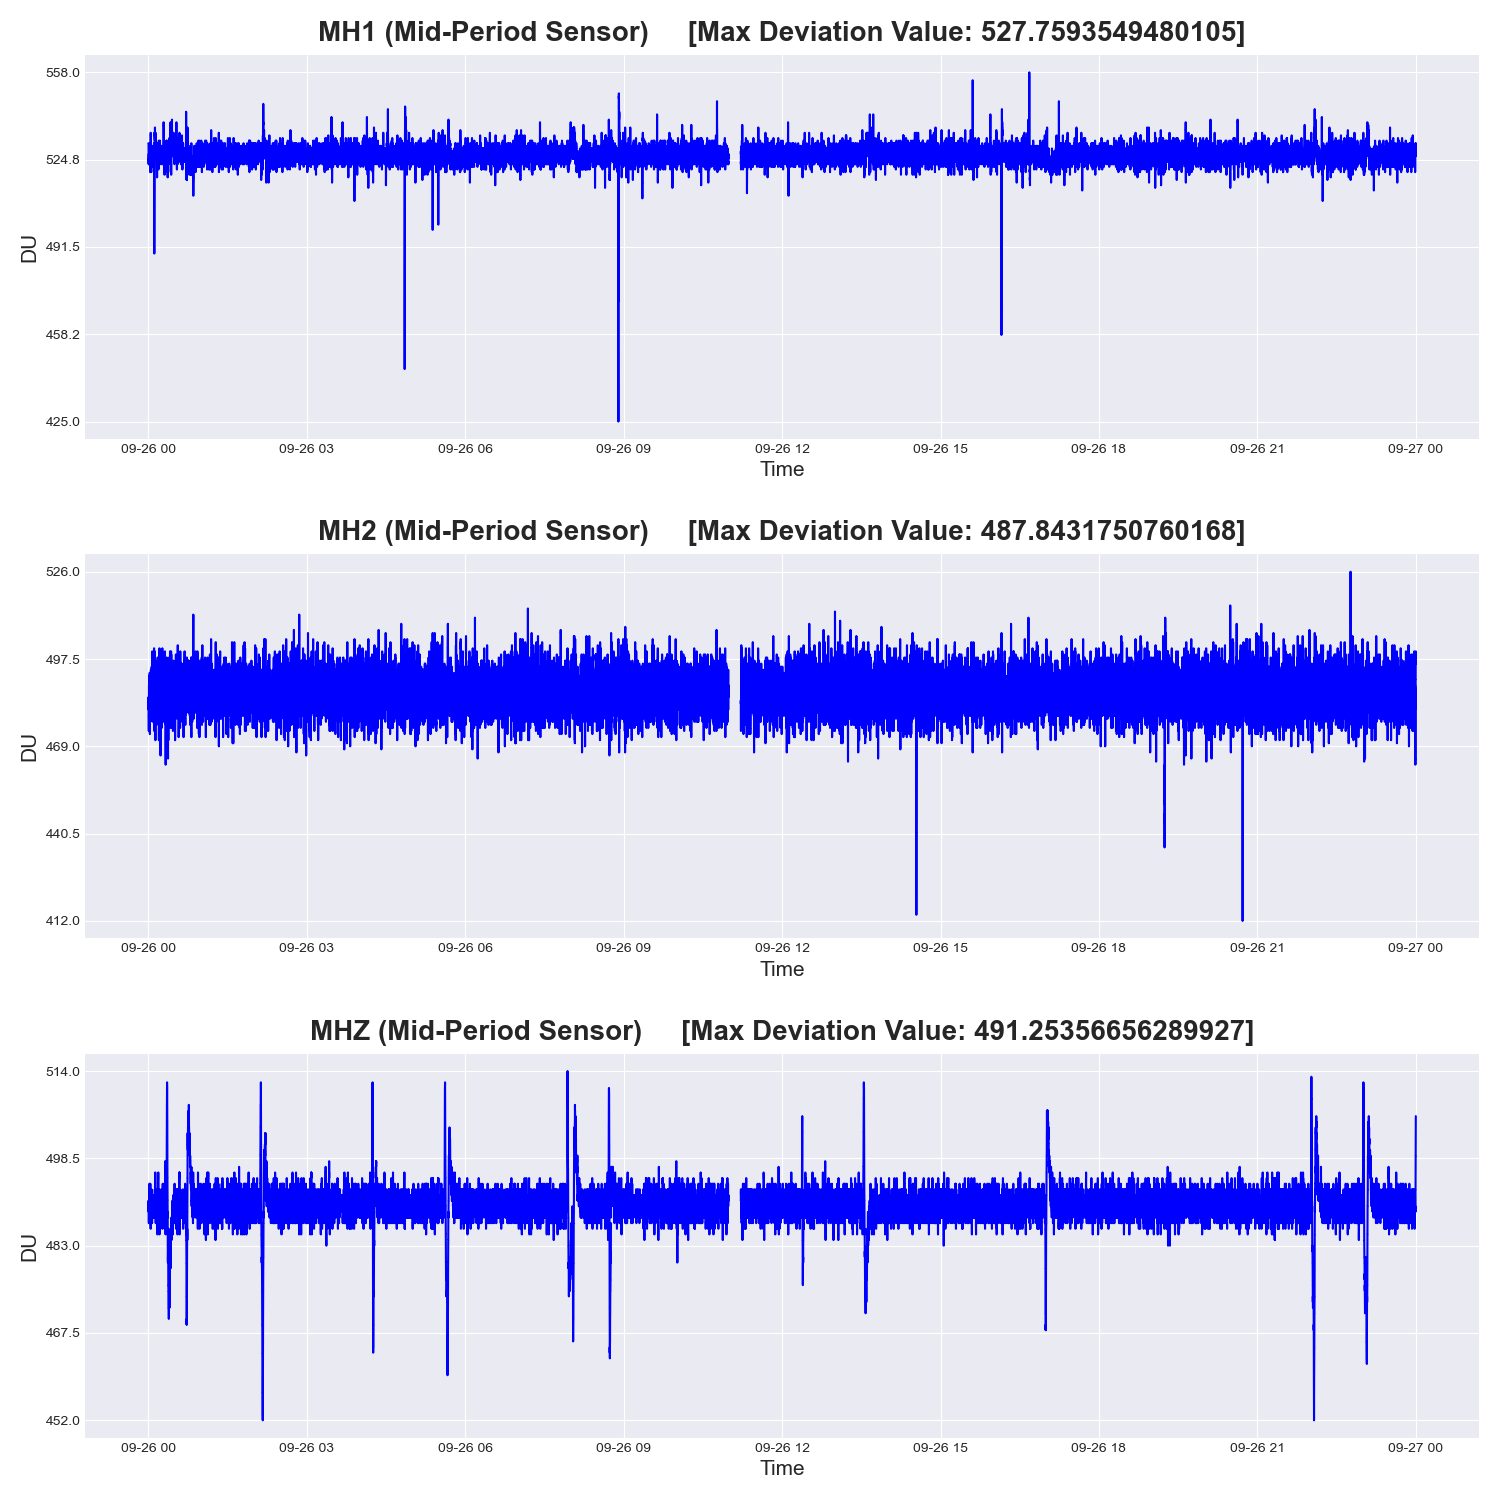 MH1 (Mid-Period Sensor) [Max Deviation Value: 527.7593549480105]
558.0
524.8
491.5
458.2
425.0
DU
09-26 00 09-26 03 09-26 06 09-26 09 09-26 12 09-26 15 09-26 18 09-26 21 09-27 00
Time
MH2 (Mid-Period Sensor) [Max Deviation Value: 487.8431750760168]
526.0
497.5
469.0
440.5
412.0
DU
09-26 00 09-26 03 09-26 06 09-26 09 09-26 12 09-26 15 09-26 18 09-26 21 09-27 00
Time
MHZ (Mid-Period Sensor) [Max Deviation Value: 491.25356656289927]
514.0
498.5
483.0
467.5
452.0
DU
09-26 00 09-26 03 09-26 06 09-26 09 09-26 12 09-26 15 09-26 18 09-26 21 09-27 00
Time